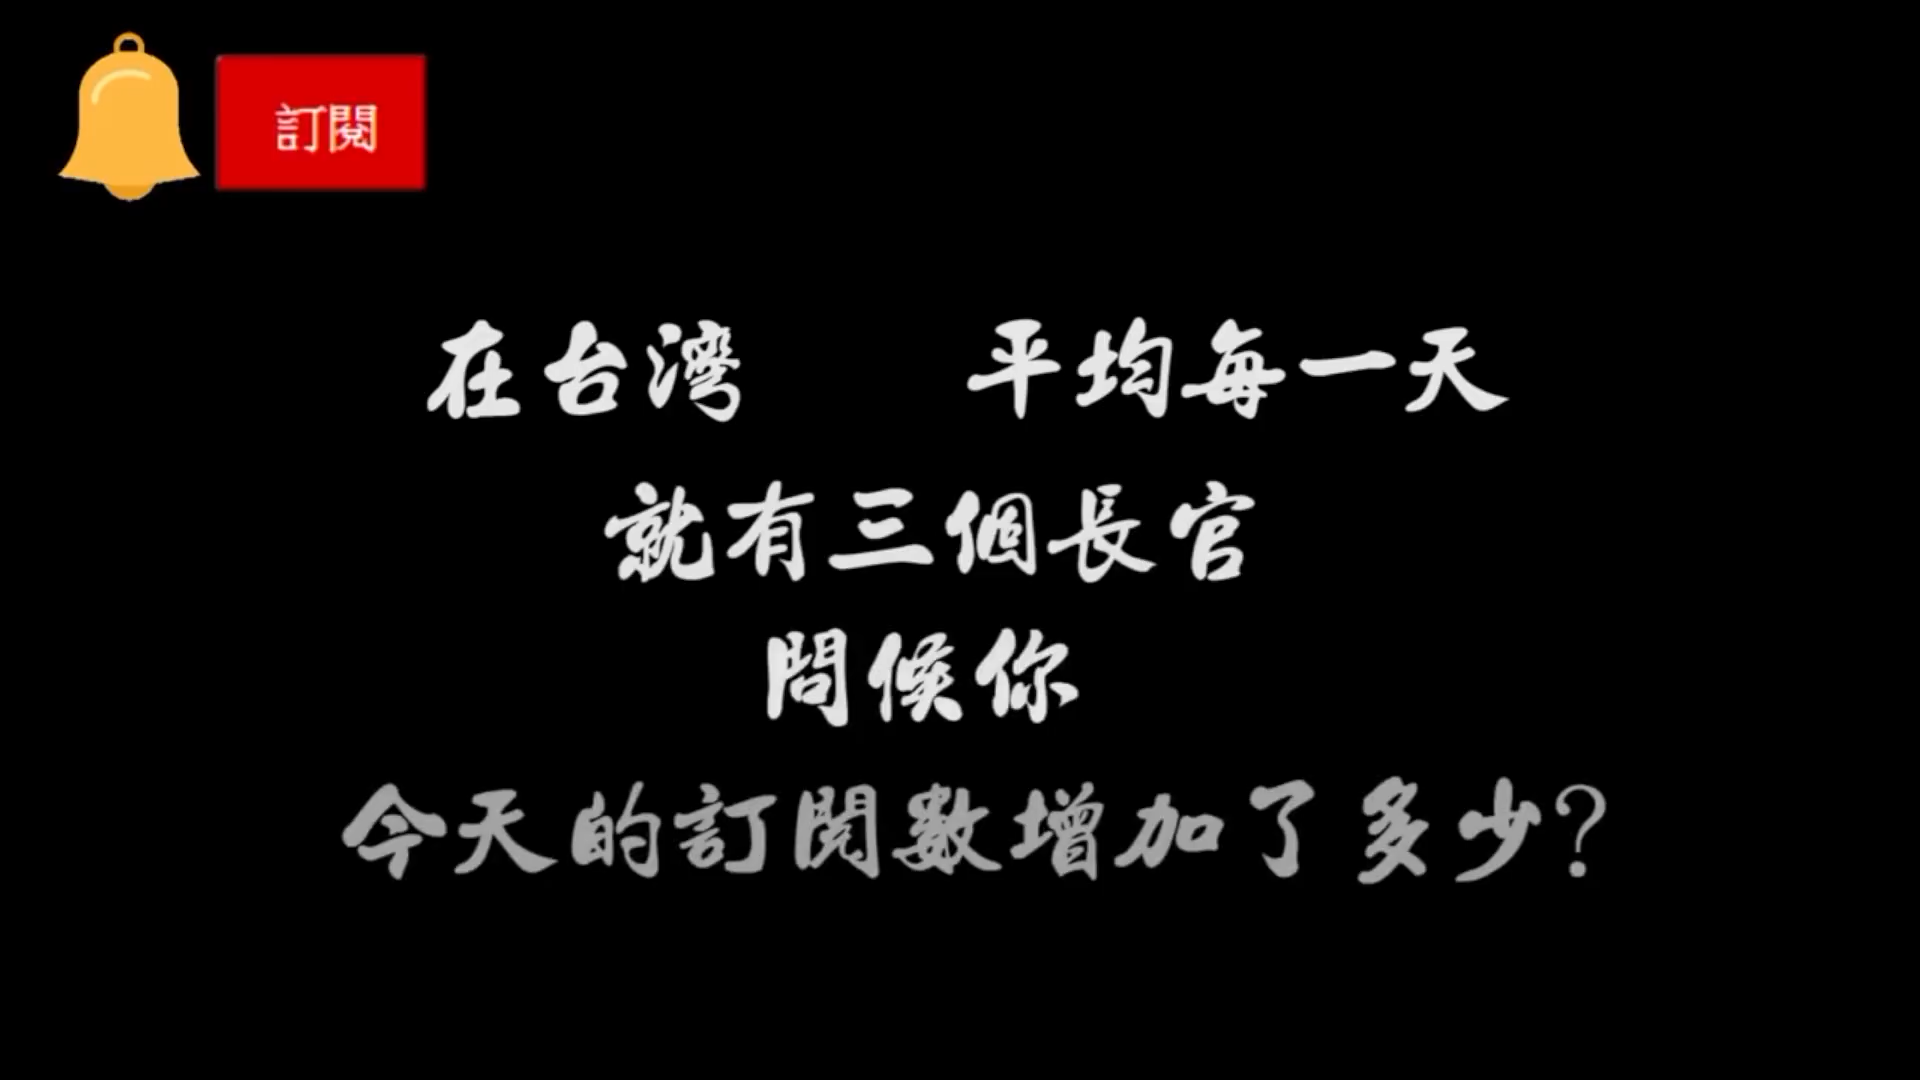 訂閱
在台灣　　平均每一天
就有三個長官
問候你
今天的訂閱數增加了多少?